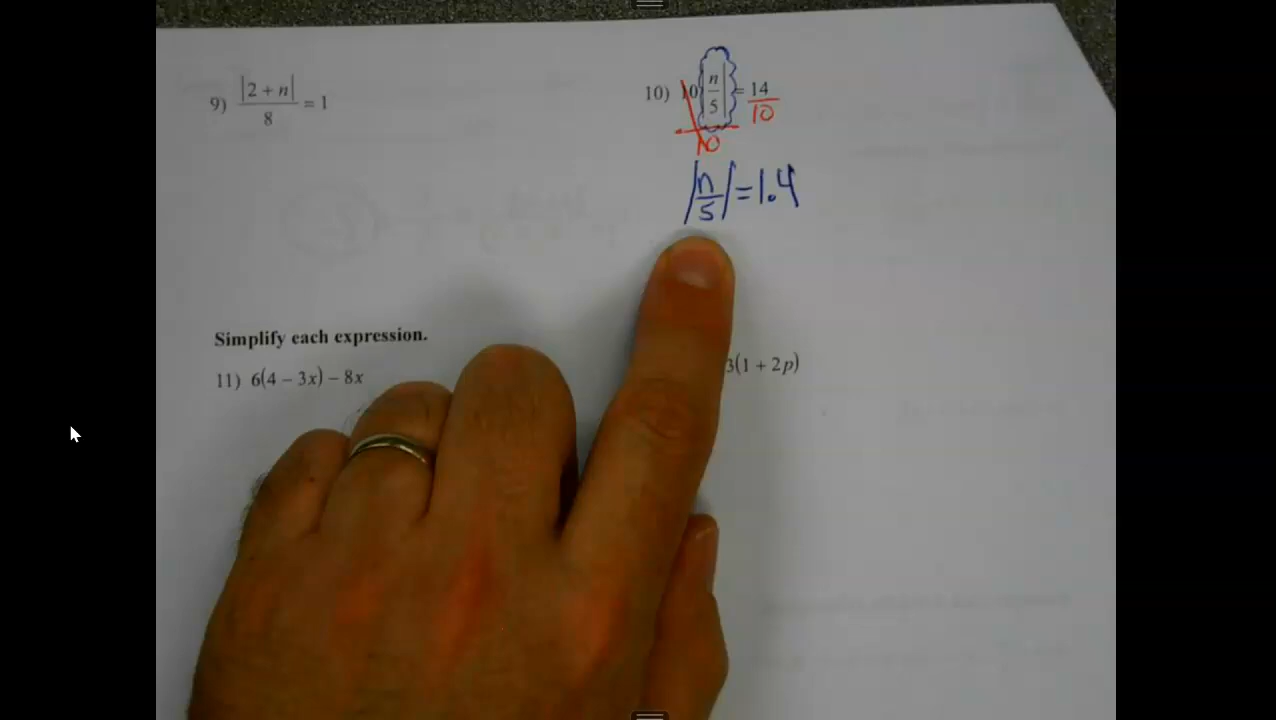 9) |2 + n| / 8 = 1
10) 10 |n/5| = 14
10 10
|n/5| = 1.4
Simplify each expression.
11) 6(4 − 3x) − 8x
3(1 + 2p)